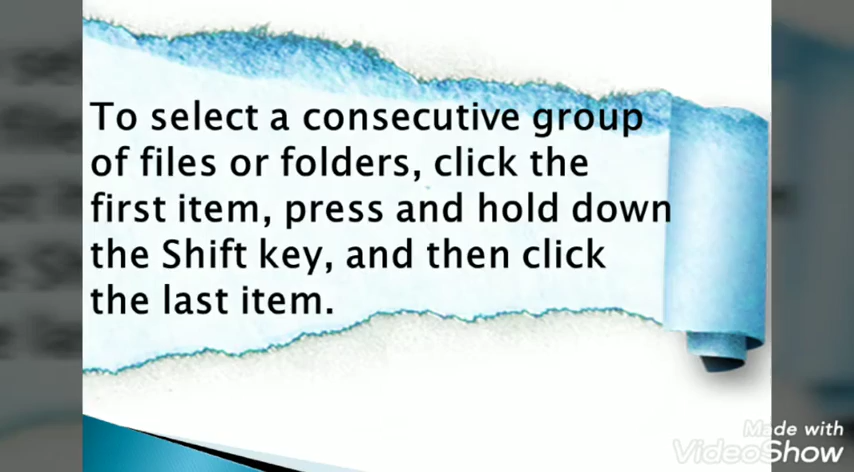 To select a consecutive group
of files or folders, click the
first item, press and hold down
the Shift key, and then click
the last item.
Made with
VideoShow